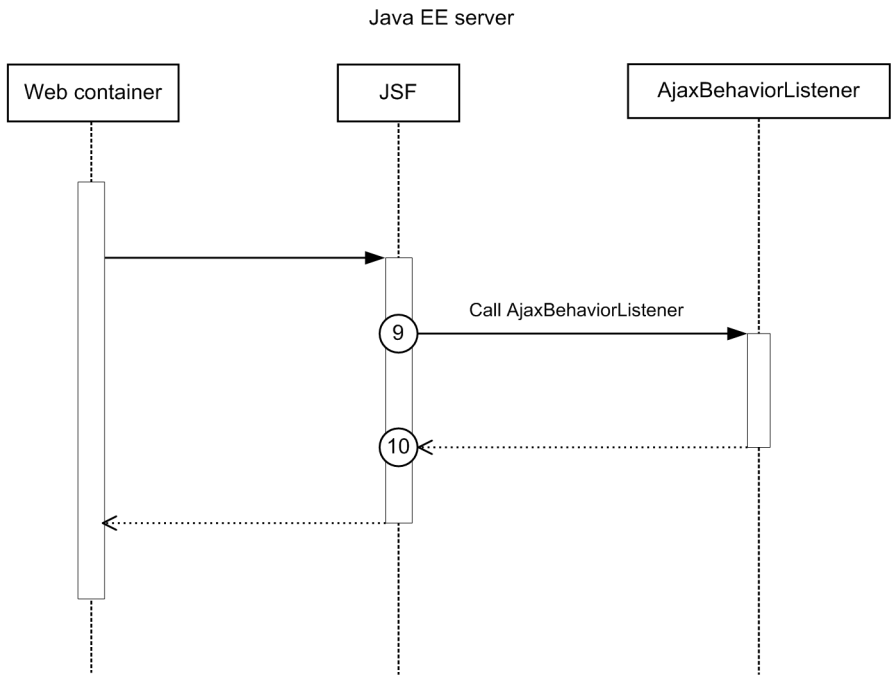 Java EE server
Web container
JSF
AjaxBehaviorListener
Call AjaxBehaviorListener
9
10